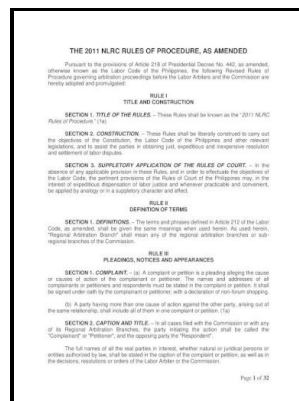 THE 2011 NLRC RULES OF PROCEDURE, AS AMENDED
Pursuant to the provisions of Article 218 of Presidential Decree No. 442, as amended,
otherwise known as the Labor Code of the Philippines, the following Revised Rules of
Procedure governing arbitration proceedings before the Labor Arbiters and the Commission are
hereby adopted and promulgated:
RULE I
TITLE AND CONSTRUCTION
SECTION 1. TITLE OF THE RULES. – These Rules shall be known as the "2011 NLRC
Rules of Procedure." (1a)
SECTION 2. CONSTRUCTION. – These Rules shall be liberally construed to carry out
the objectives of the Constitution, the Labor Code of the Philippines and other relevant
legislations, and to assist the parties in obtaining just, expeditious and inexpensive resolution
and settlement of labor disputes.
SECTION 3. SUPPLETORY APPLICATION OF THE RULES OF COURT. – In the
absence of any applicable provision in these Rules, and in order to effectuate the objectives of
the Labor Code, the pertinent provisions of the Rules of Court of the Philippines may, in the
interest of expeditious dispensation of labor justice and whenever practicable and convenient,
be applied by analogy or in a suppletory character and effect.
RULE II
DEFINITION OF TERMS
SECTION 1. DEFINITIONS. – The terms and phrases defined in Article 212 of the Labor
Code, as amended, shall be given the same meanings when used herein. As used herein,
"Regional Arbitration Branch" shall mean any of the regional arbitration branches or sub-
regional branches of the Commission.
RULE III
PLEADINGS, NOTICES AND APPEARANCES
SECTION 1. COMPLAINT. – (a) A complaint or petition is a pleading alleging the cause
or causes of action of the complainant or petitioner. The names and addresses of all
complainants or petitioners and respondents must be stated in the complaint or petition. It shall
be signed under oath by the complainant or petitioner, with a declaration of non-forum shopping.
(b) A party having more than one cause of action against the other party, arising out of
the same relationship, shall include all of them in one complaint or petition. (1a)
SECTION 2. CAPTION AND TITLE. – In all cases filed with the Commission or with any
of its Regional Arbitration Branches, the party initiating the action shall be called the
"Complainant" or "Petitioner", and the opposing party the "Respondent".
The full names of all the real parties in interest, whether natural or juridical persons or
entities authorized by law, shall be stated in the caption of the complaint or petition, as well as in
the decisions, resolutions or orders of the Labor Arbiter or the Commission.
Page 1 of 32